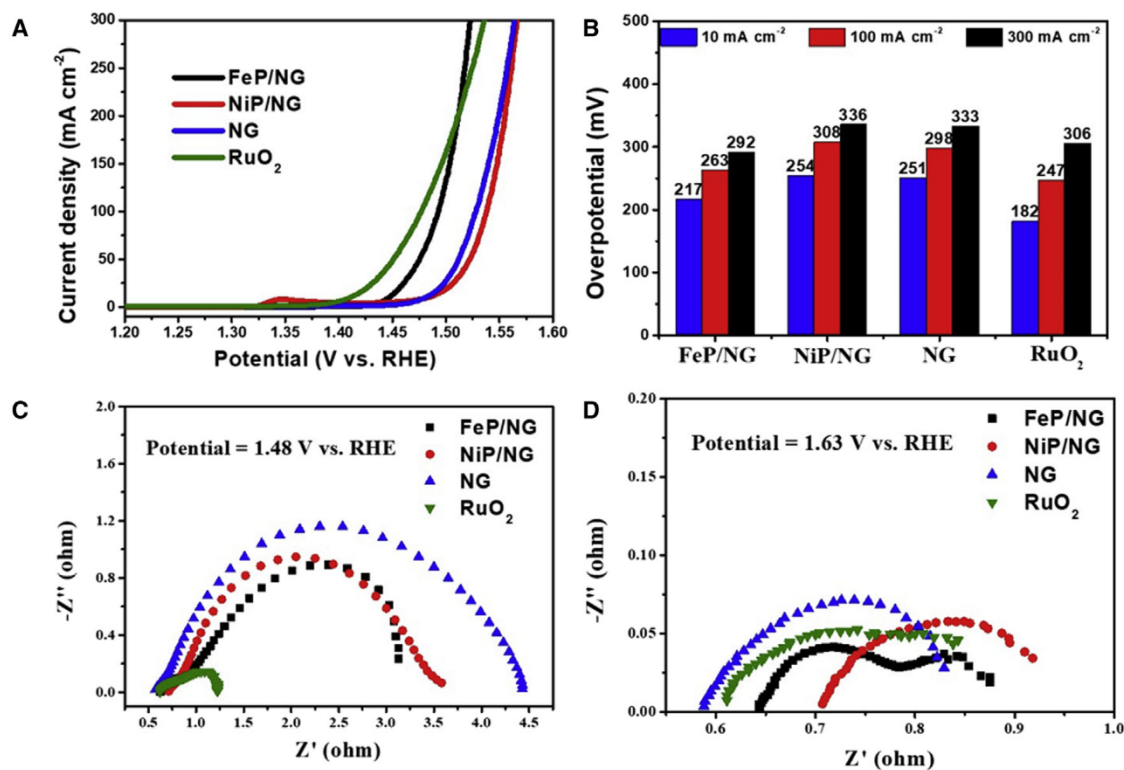 A
300
250
200
150
100
50
0
Current density (mA cm⁻²)
FeP/NG
NiP/NG
NG
RuO₂
1.20 1.25 1.30 1.35 1.40 1.45 1.50 1.55 1.60
Potential (V vs. RHE)
B
500
400
300
200
100
0
Overpotential (mV)
10 mA cm⁻² 100 mA cm⁻² 300 mA cm⁻²
217 263 292
254 308 336
251 298 333
182 247 306
FeP/NG NiP/NG NG RuO₂
C
2.0
1.6
1.2
0.8
0.4
0.0
-Z'' (ohm)
Potential = 1.48 V vs. RHE
FeP/NG
NiP/NG
NG
RuO₂
0.5 1.0 1.5 2.0 2.5 3.0 3.5 4.0 4.5
Z' (ohm)
D
0.20
0.15
0.10
0.05
0.00
-Z'' (ohm)
Potential = 1.63 V vs. RHE
FeP/NG
NiP/NG
NG
RuO₂
0.6 0.7 0.8 0.9 1.0
Z' (ohm)